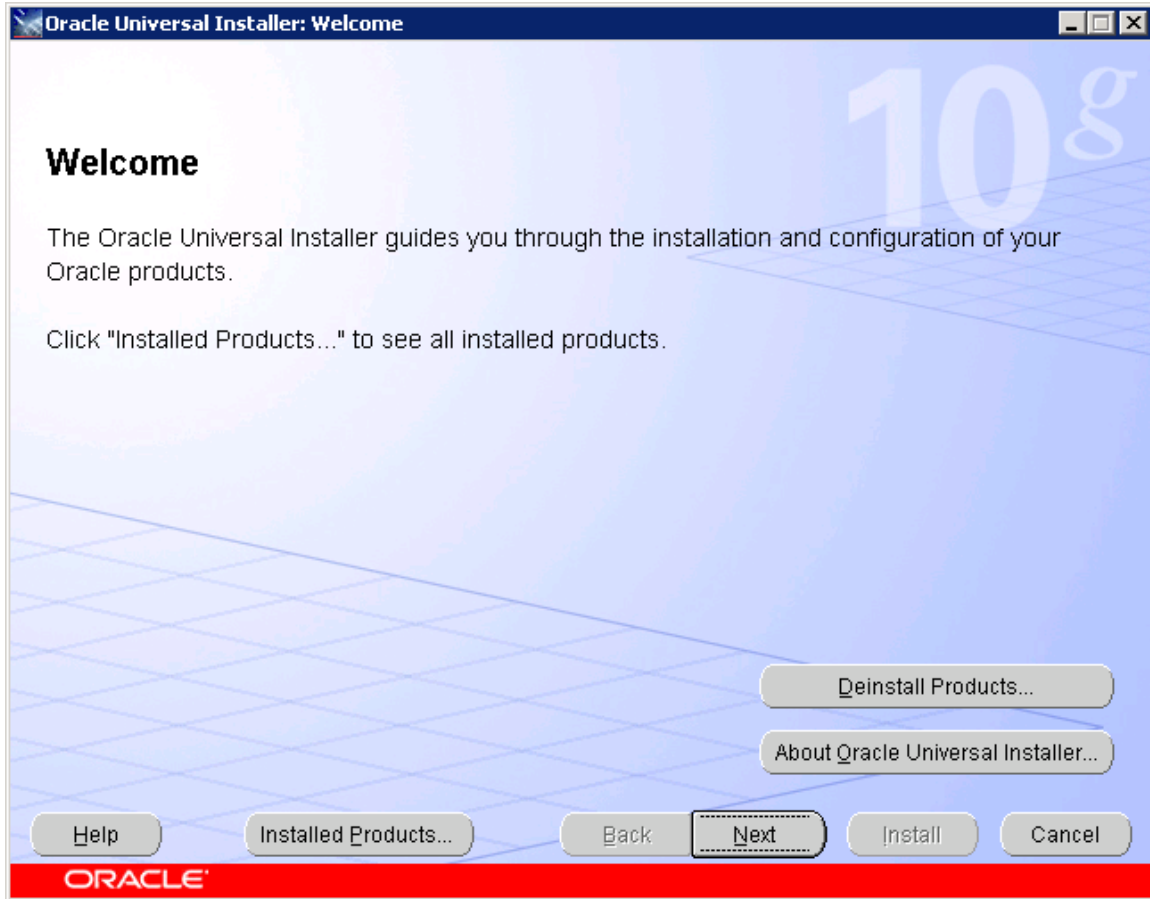 Oracle Universal Installer: Welcome
10g
Welcome
The Oracle Universal Installer guides you through the installation and configuration of your
Oracle products.
Click "Installed Products..." to see all installed products.
Deinstall Products...
About Oracle Universal Installer...
Help
Installed Products...
Back
Next
Install
Cancel
ORACLE